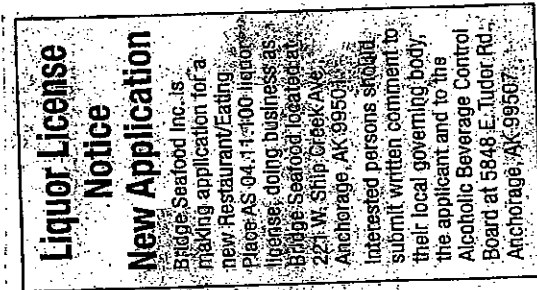 Liquor License
Notice
New Application
Bridge Seafood Inc. is
making application for a
new Restaurant/Eating
Place AS 04.11.100 liquor
license, doing business as
Bridge Seafood located at
221 W. Ship Creek Ave,
Anchorage, AK 99501.
Interested persons should
submit written comment to
their local governing body,
the applicant and to the
Alcoholic Beverage Control
Board at 5848 E. Tudor Rd,
Anchorage, AK 99507.